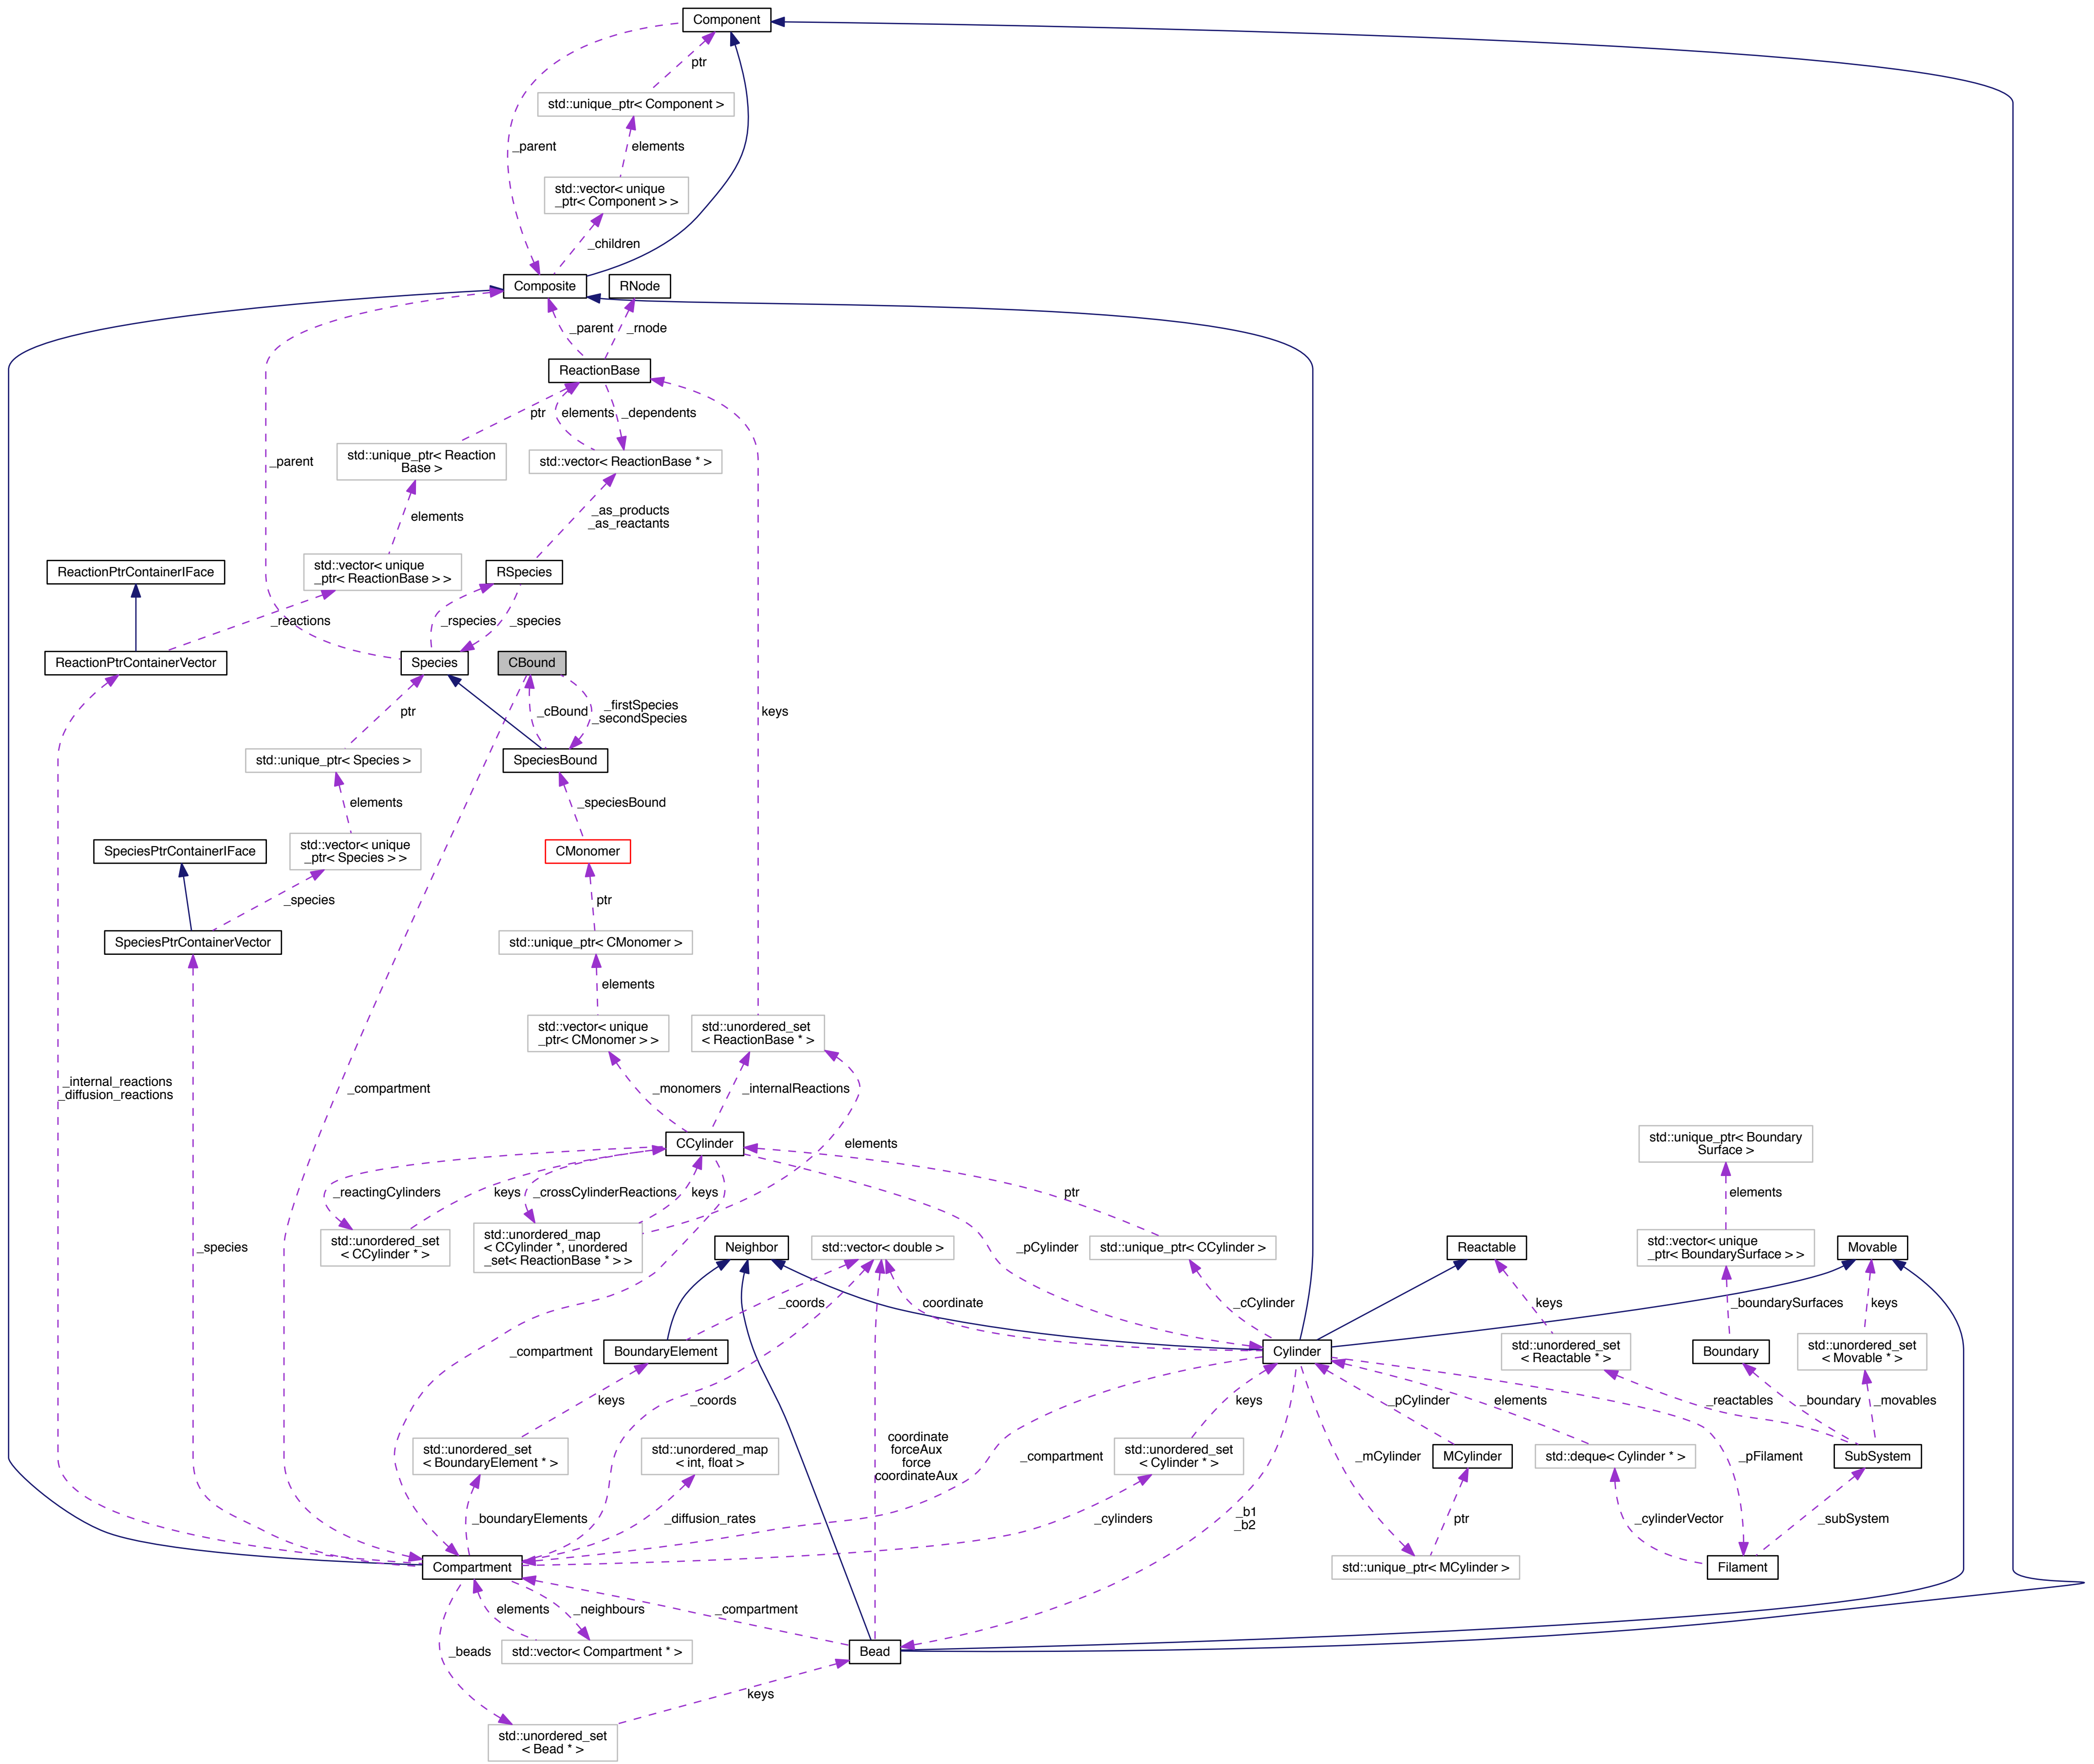 Component
ptr
std::unique_ptr< Component >
_parent
elements
std::vector< unique
_ptr< Component > >
_children
Composite
RNode
_parent
_rnode
ReactionBase
ptr
elements
_dependents
std::unique_ptr< Reaction
Base >
_parent
std::vector< ReactionBase * >
elements
_as_products
_as_reactants
ReactionPtrContainerIFace
std::vector< unique
_ptr< ReactionBase > >
RSpecies
_reactions
_rspecies
_species
ReactionPtrContainerVector
Species
CBound
ptr
_cBound
_firstSpecies
_secondSpecies
keys
std::unique_ptr< Species >
SpeciesBound
elements
_speciesBound
SpeciesPtrContainerIFace
std::vector< unique
_ptr< Species > >
CMonomer
_species
ptr
SpeciesPtrContainerVector
std::unique_ptr< CMonomer >
elements
std::vector< unique
_ptr< CMonomer > >
std::unordered_set
< ReactionBase * >
_internal_reactions
_diffusion_reactions
_compartment
_monomers
_internalReactions
CCylinder
elements
std::unique_ptr< Boundary
Surface >
_reactingCylinders
keys
_crossCylinderReactions
keys
ptr
elements
_species
std::unordered_set
< CCylinder * >
std::unordered_map
< CCylinder *, unordered
_set< ReactionBase * > >
Neighbor
std::vector< double >
_pCylinder
std::unique_ptr< CCylinder >
Reactable
std::vector< unique
_ptr< BoundarySurface > >
Movable
_coords
coordinate
_cCylinder
keys
_boundarySurfaces
keys
_compartment
BoundaryElement
Cylinder
std::unordered_set
< Reactable * >
Boundary
std::unordered_set
< Movable * >
keys
_coords
keys
_pCylinder
elements
_reactables
_boundary
_movables
std::unordered_set
< BoundaryElement * >
std::unordered_map
< int, float >
coordinate
forceAux
force
coordinateAux
_compartment
std::unordered_set
< Cylinder * >
_mCylinder
MCylinder
std::deque< Cylinder * >
_pFilament
SubSystem
_boundaryElements
_diffusion_rates
_cylinders
_b1
_b2
ptr
_cylinderVector
_subSystem
Compartment
std::unique_ptr< MCylinder >
Filament
elements
_neighbours
_compartment
_beads
std::vector< Compartment * >
Bead
keys
std::unordered_set
< Bead * >